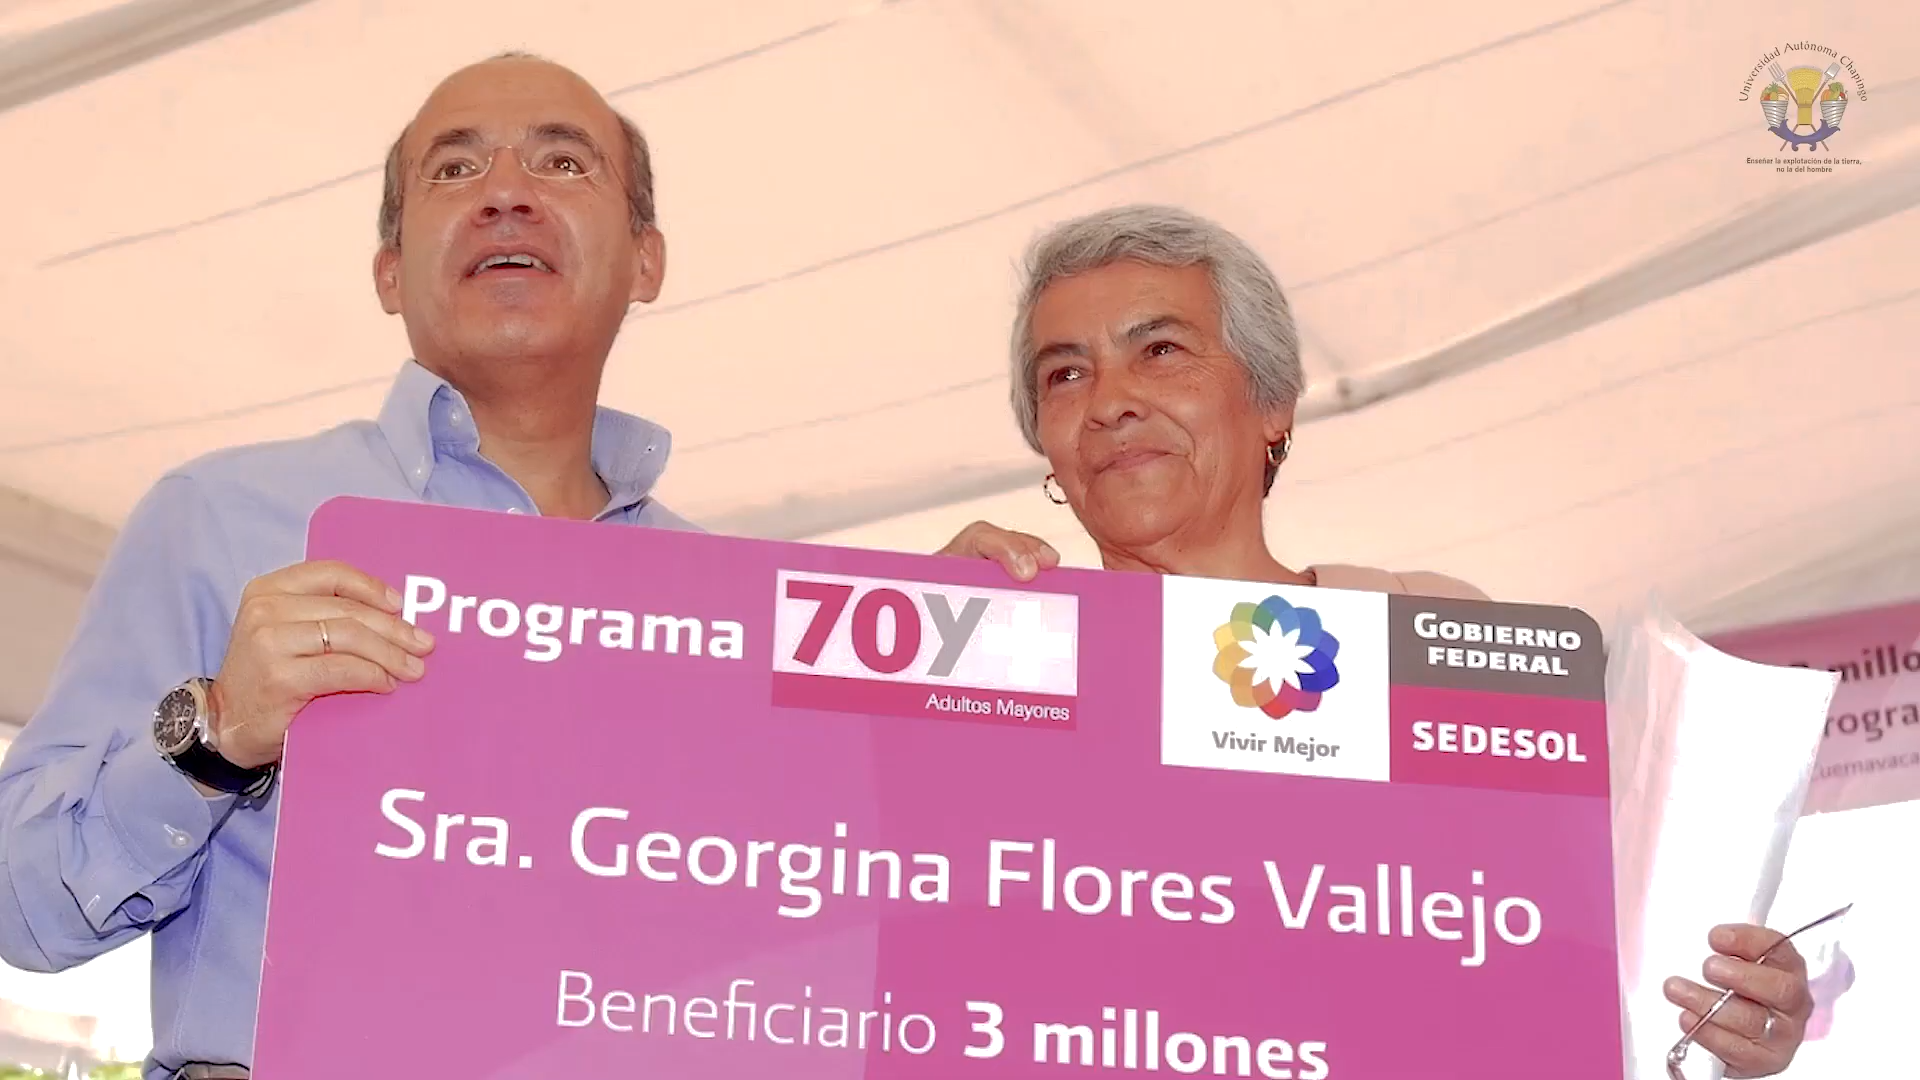 Universidad Autónoma Chapingo
Enseñar la explotación de la tierra,
no la del hombre
Programa 70y+
Adultos Mayores
Vivir Mejor
GOBIERNO
FEDERAL
SEDESOL
Sra. Georgina Flores Vallejo
Beneficiario 3 millones
Cuernavaca